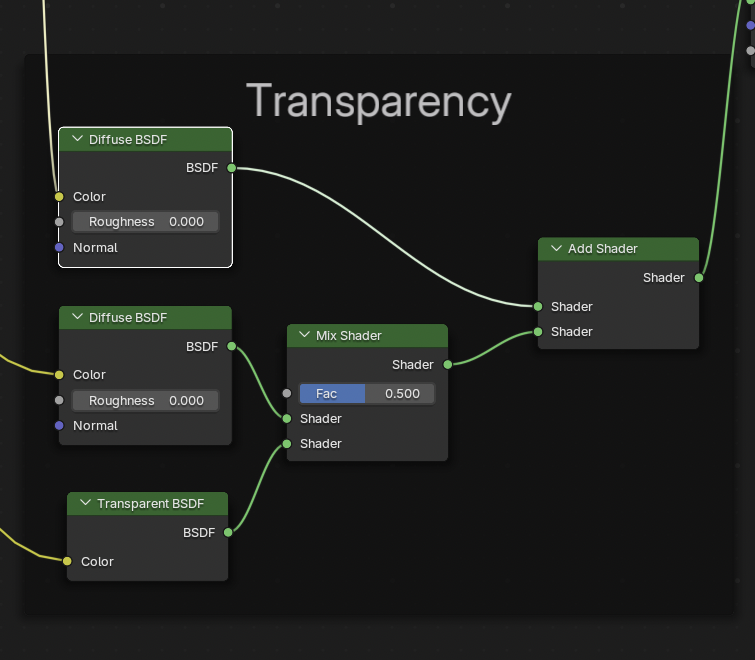 Transparency
Diffuse BSDF
BSDF
Color
Roughness 0.000
Normal
Diffuse BSDF
BSDF
Color
Roughness 0.000
Normal
Transparent BSDF
BSDF
Color
Mix Shader
Shader
Fac 0.500
Shader
Shader
Add Shader
Shader
Shader
Shader